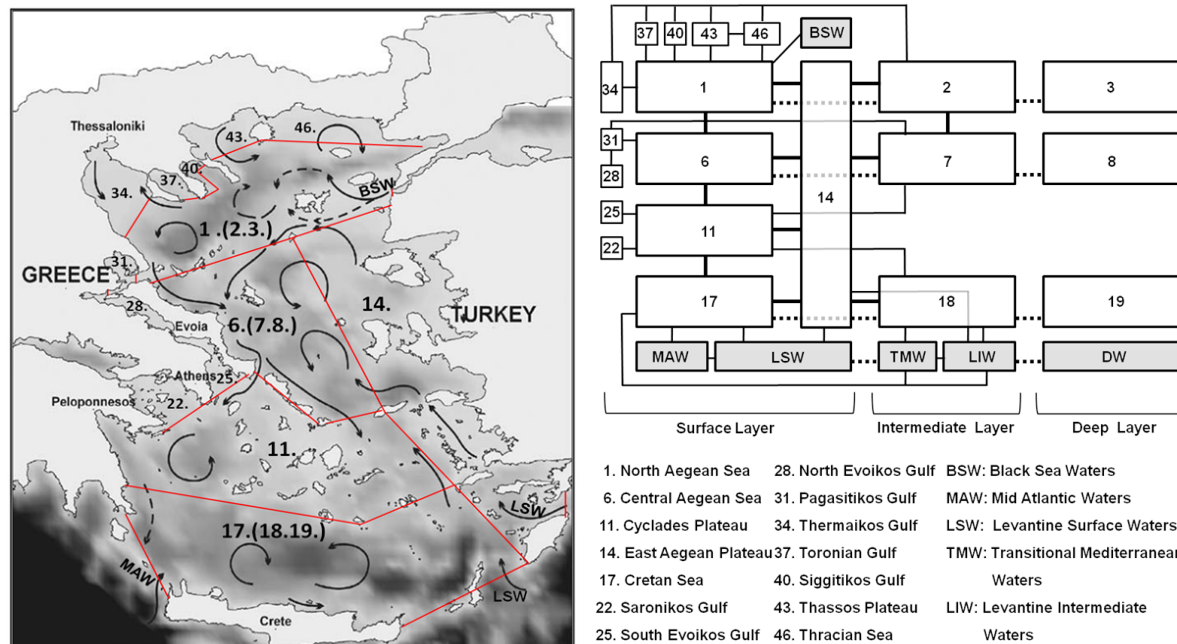 Thessaloniki
43.
46.
40.
37.
34.
BSW
1 .(2.3.)
31.
GREECE
28.
14.
Evoia
6.(7.8.)
TURKEY
Athens
25.
Peloponnesos
22.
11.
LSW
17.(18.19.)
MAW
LSW
Crete
37 40 43 46 BSW
34 1 2 3
31
28 6 7 8
14
25
22 11
17 18 19
MAW LSW TMW LIW DW
Surface Layer Intermediate Layer Deep Layer
1. North Aegean Sea 28. North Evoikos Gulf BSW: Black Sea Waters
6. Central Aegean Sea 31. Pagasitikos Gulf MAW: Mid Atlantic Waters
11. Cyclades Plateau 34. Thermaikos Gulf LSW: Levantine Surface Waters
14. East Aegean Plateau 37. Toronian Gulf TMW: Transitional Mediterranean
17. Cretan Sea 40. Siggitikos Gulf Waters
22. Saronikos Gulf 43. Thassos Plateau LIW: Levantine Intermediate
25. South Evoikos Gulf 46. Thracian Sea Waters